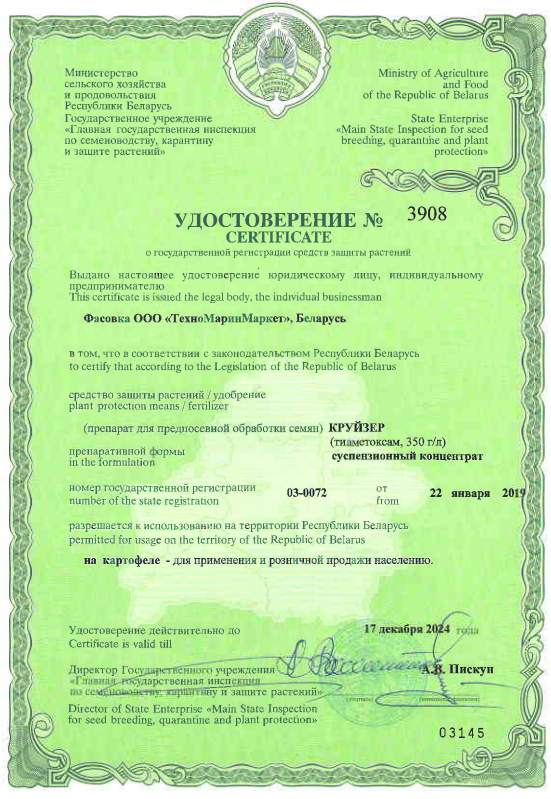 Министерство
сельского хозяйства
и продовольствия
Республики Беларусь
Государственное учреждение
«Главная государственная инспекция
по семеноводству, карантину
и защите растений»
Ministry of Agriculture
and Food
of the Republic of Belarus
State Enterprise
«Main State Inspection for seed
breeding, quarantine and plant
protection»
УДОСТОВЕРЕНИЕ № 3908
CERTIFICATE
о государственной регистрации средств защиты растений
Выдано настоящее удостоверение юридическому лицу, индивидуальному
предпринимателю
This certificate is issued the legal body, the individual businessman
Фасовка ООО «ТехноМаринМаркет», Беларусь
в том, что в соответствии с законодательством Республики Беларусь
to certify that according to the Legislation of the Republic of Belarus
средство защиты растений / удобрение
plant protection means / fertilizer
(препарат для предпосевной обработки семян) КРУЙЗЕР
(тиаметоксам, 350 г/л)
препаративной формы суспензионный концентрат
in the formulation
номер государственной регистрации 03-0072 от 22 января 2019
number of the state registration from
разрешается к использованию на территории Республики Беларусь
permitted for usage on the territory of the Republic of Belarus
на картофеле - для применения и розничной продажи населению.
Удостоверение действительно до 17 декабря 2024 года
Certificate is valid till
Директор Государственного учреждения А.В. Пискун
«Главная государственная инспекция
по семеноводству, карантину и защите растений»
Director of State Enterprise «Main State Inspection
for seed breeding, quarantine and plant protection»
03145